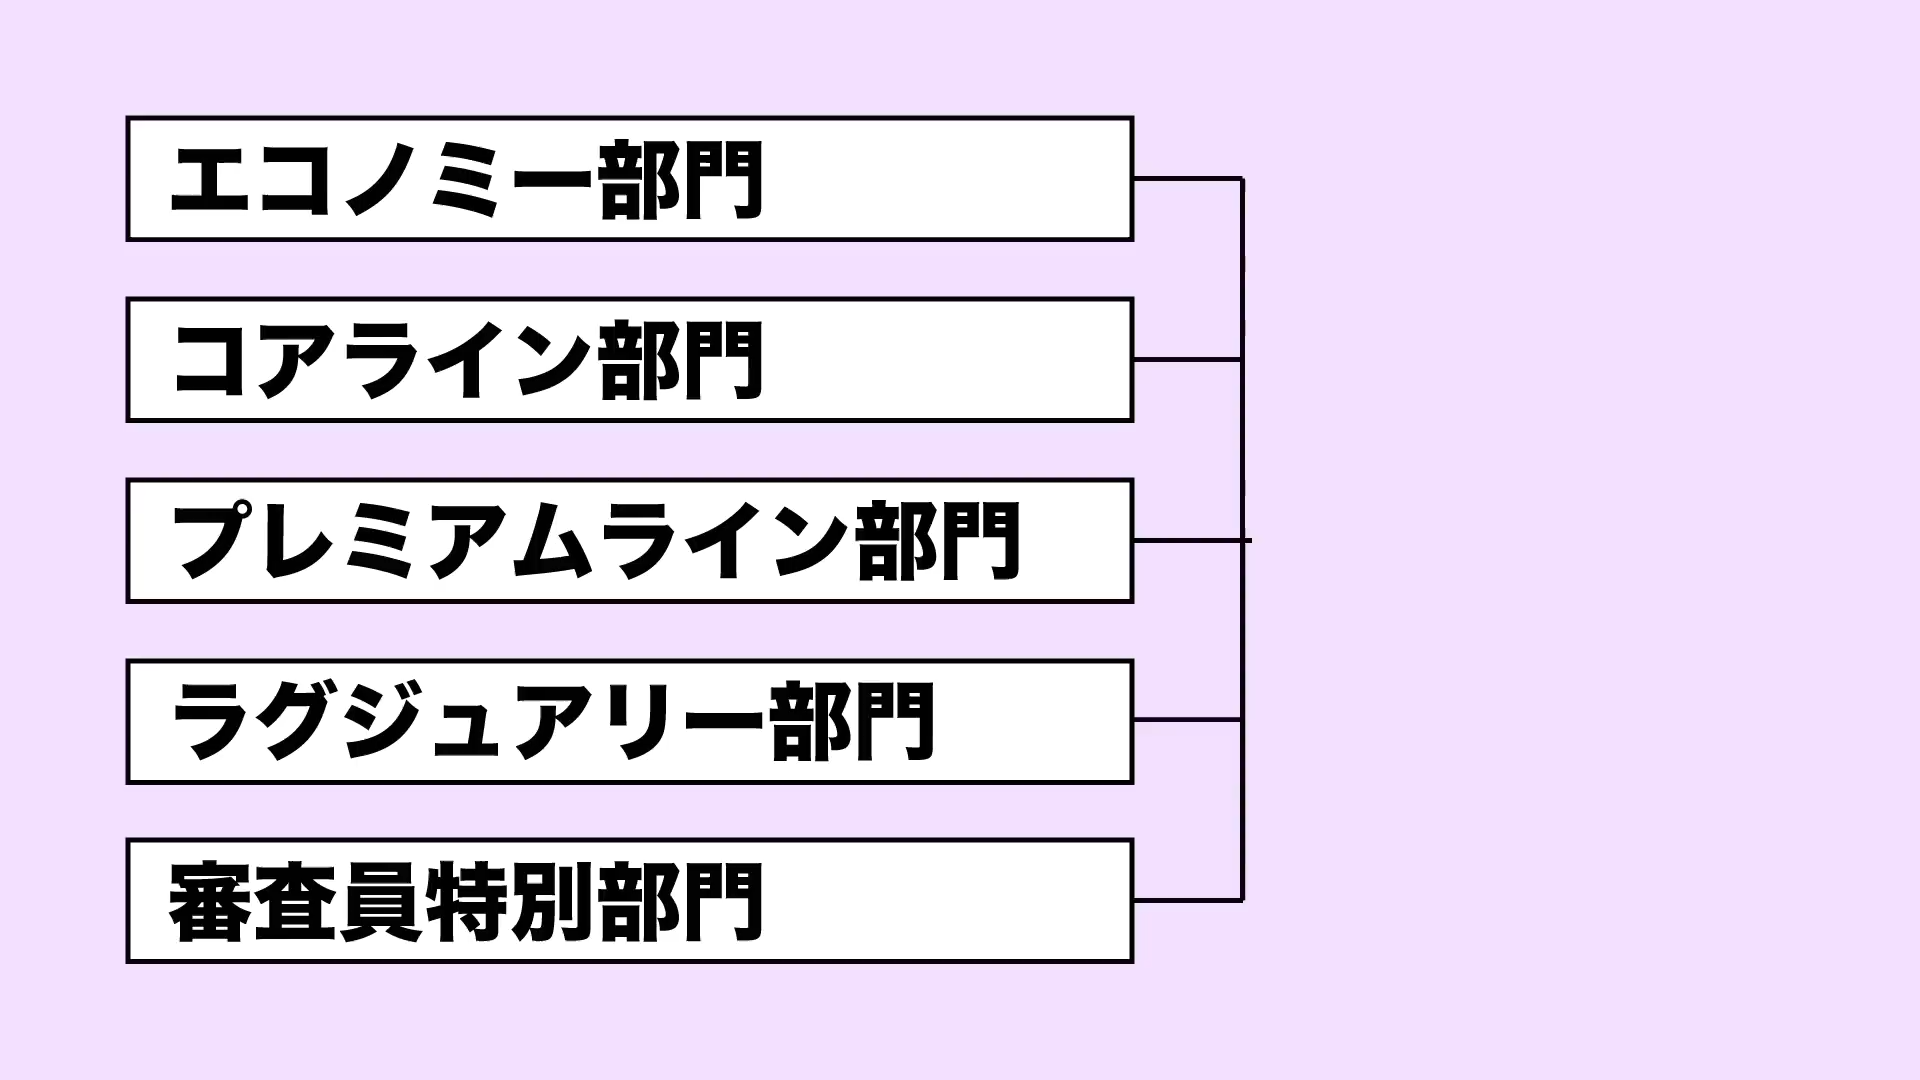 エコノミー部門
コアライン部門
プレミアムライン部門
ラグジュアリー部門
審査員特別部門